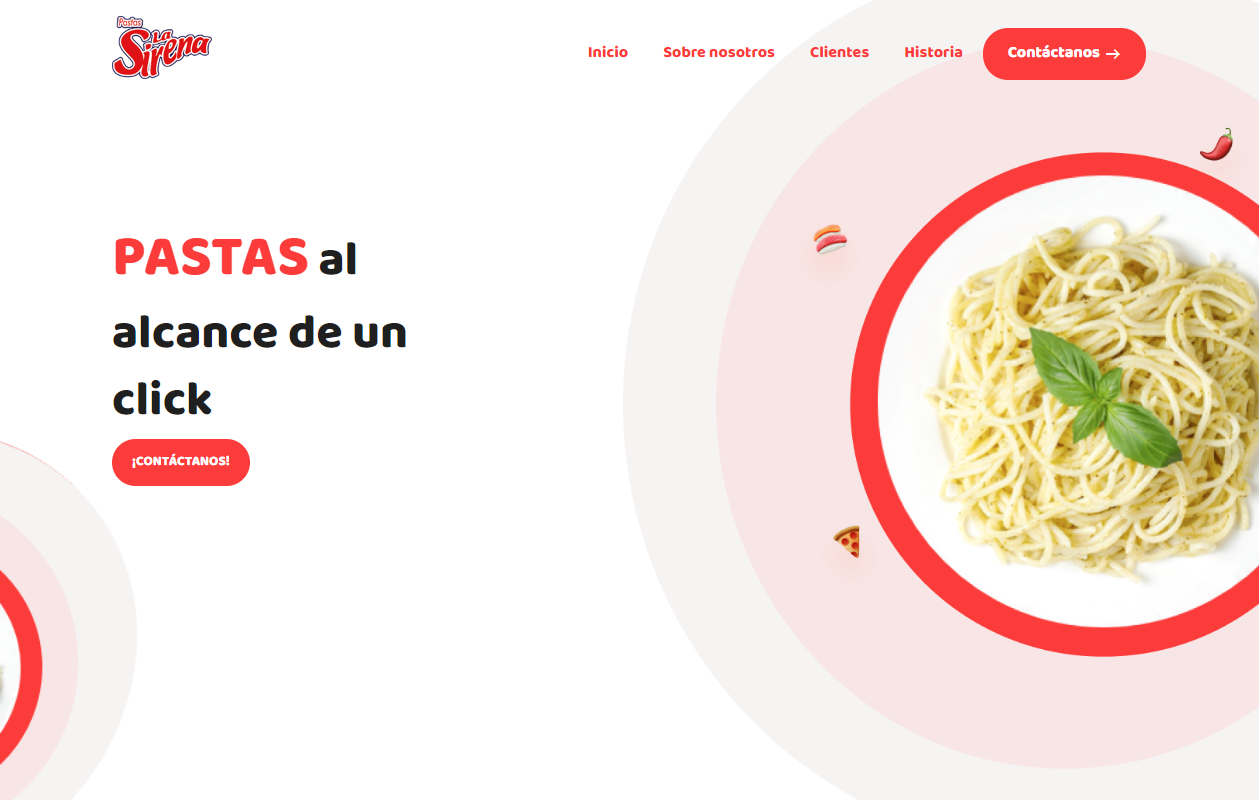 Pastas
La
Sirena
Inicio Sobre nosotros Clientes Historia Contáctanos →
PASTAS al
alcance de un
click
¡CONTÁCTANOS!